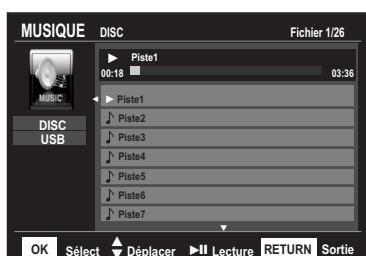 MUSIQUE DISC Fichier 1/26
Piste1
00:18 03:36
MUSIC
DISC
USB
Piste1
Piste2
Piste3
Piste4
Piste5
Piste6
Piste7
OK Sélect Déplacer Lecture RETURN Sortie